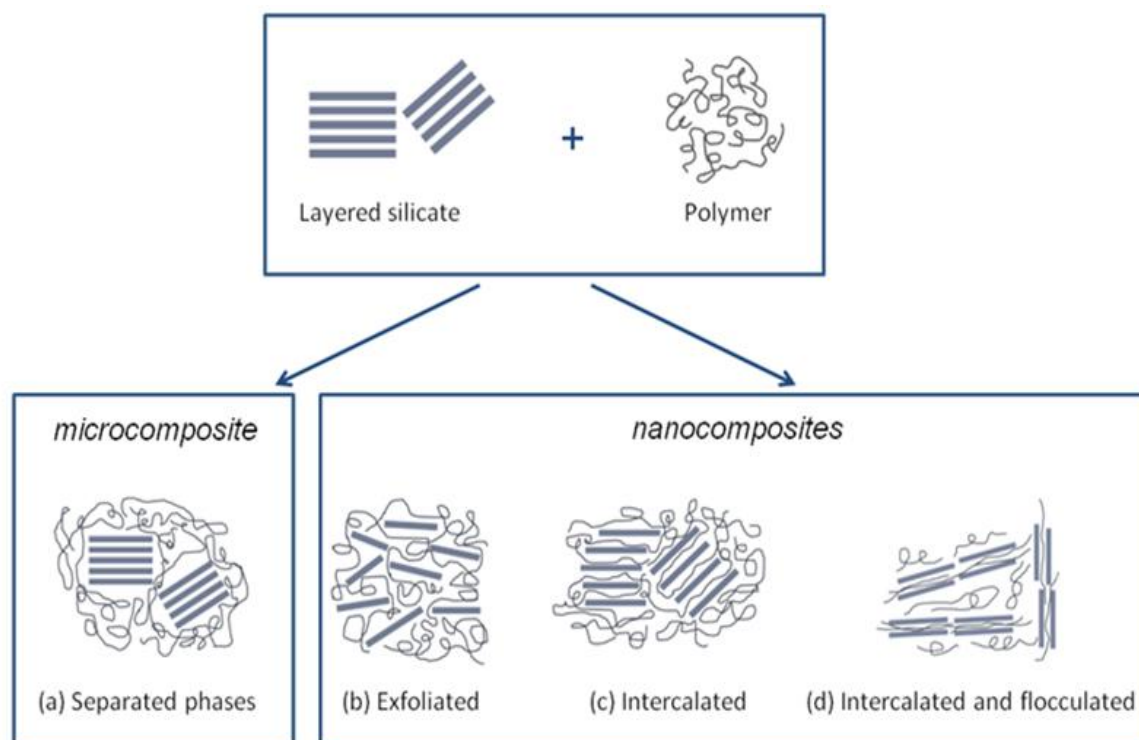 +
Layered silicate
Polymer
microcomposite
nanocomposites
(a) Separated phases
(b) Exfoliated
(c) Intercalated
(d) Intercalated and flocculated